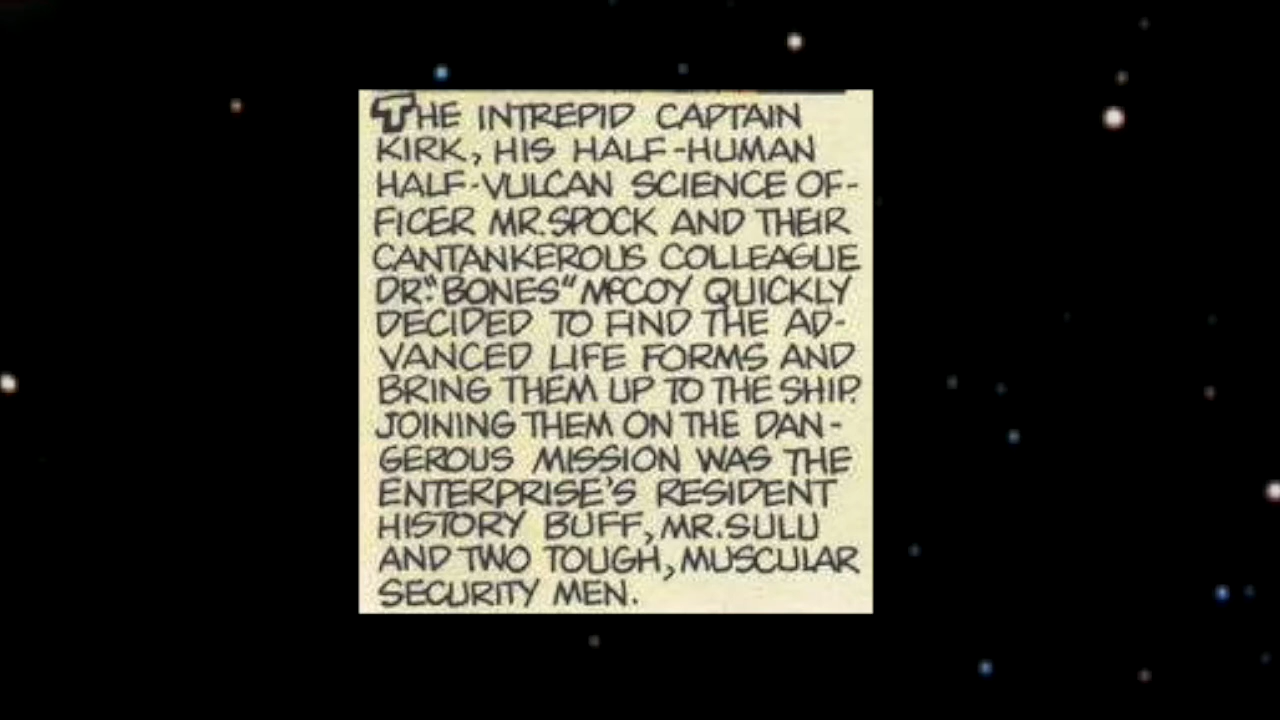 THE INTREPID CAPTAIN
KIRK, HIS HALF-HUMAN
HALF-VULCAN SCIENCE OF-
FICER MR. SPOCK AND THEIR
CANTANKEROUS COLLEAGUE
DR. "BONES" McCOY QUICKLY
DECIDED TO FIND THE AD-
VANCED LIFE FORMS AND
BRING THEM UP TO THE SHIP.
JOINING THEM ON THE DAN-
GEROUS MISSION WAS THE
ENTERPRISE'S RESIDENT
HISTORY BUFF, MR. SULU
AND TWO TOUGH, MUSCULAR
SECURITY MEN.